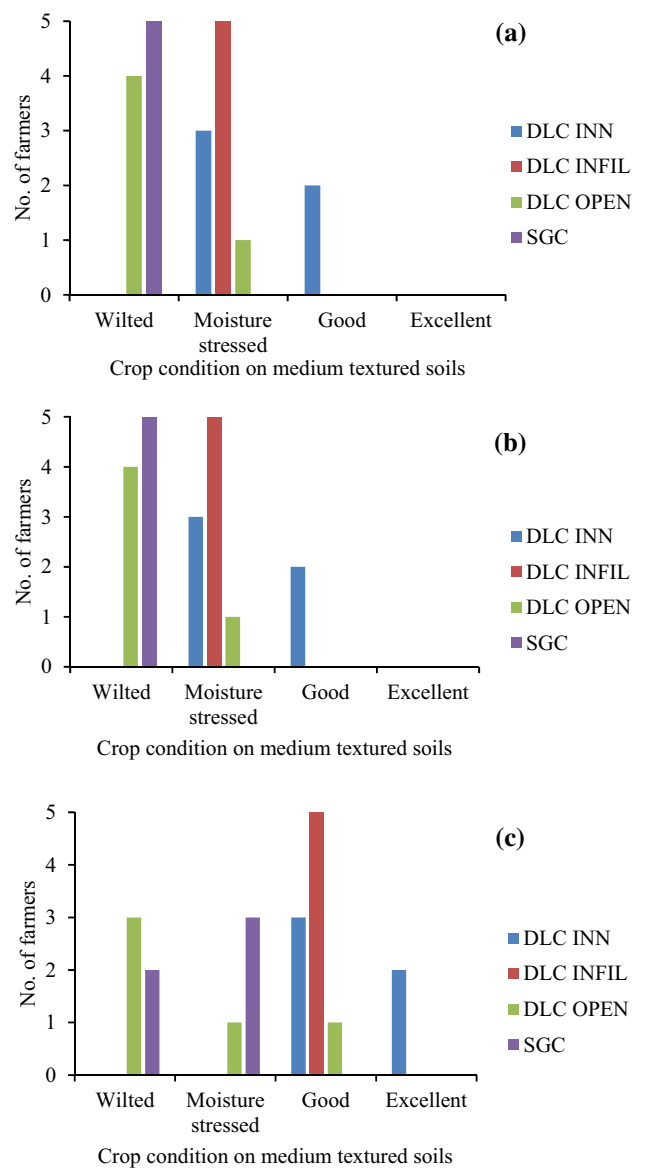 (a)
No. of farmers
5
4
3
2
1
0
Wilted Moisture stressed Good Excellent
Crop condition on medium textured soils
DLC INN
DLC INFIL
DLC OPEN
SGC
(b)
No. of farmers
5
4
3
2
1
0
Wilted Moisture stressed Good Excellent
Crop condition on medium textured soils
DLC INN
DLC INFIL
DLC OPEN
SGC
(c)
No. of farmers
5
4
3
2
1
0
Wilted Moisture stressed Good Excellent
Crop condition on medium textured soils
DLC INN
DLC INFIL
DLC OPEN
SGC